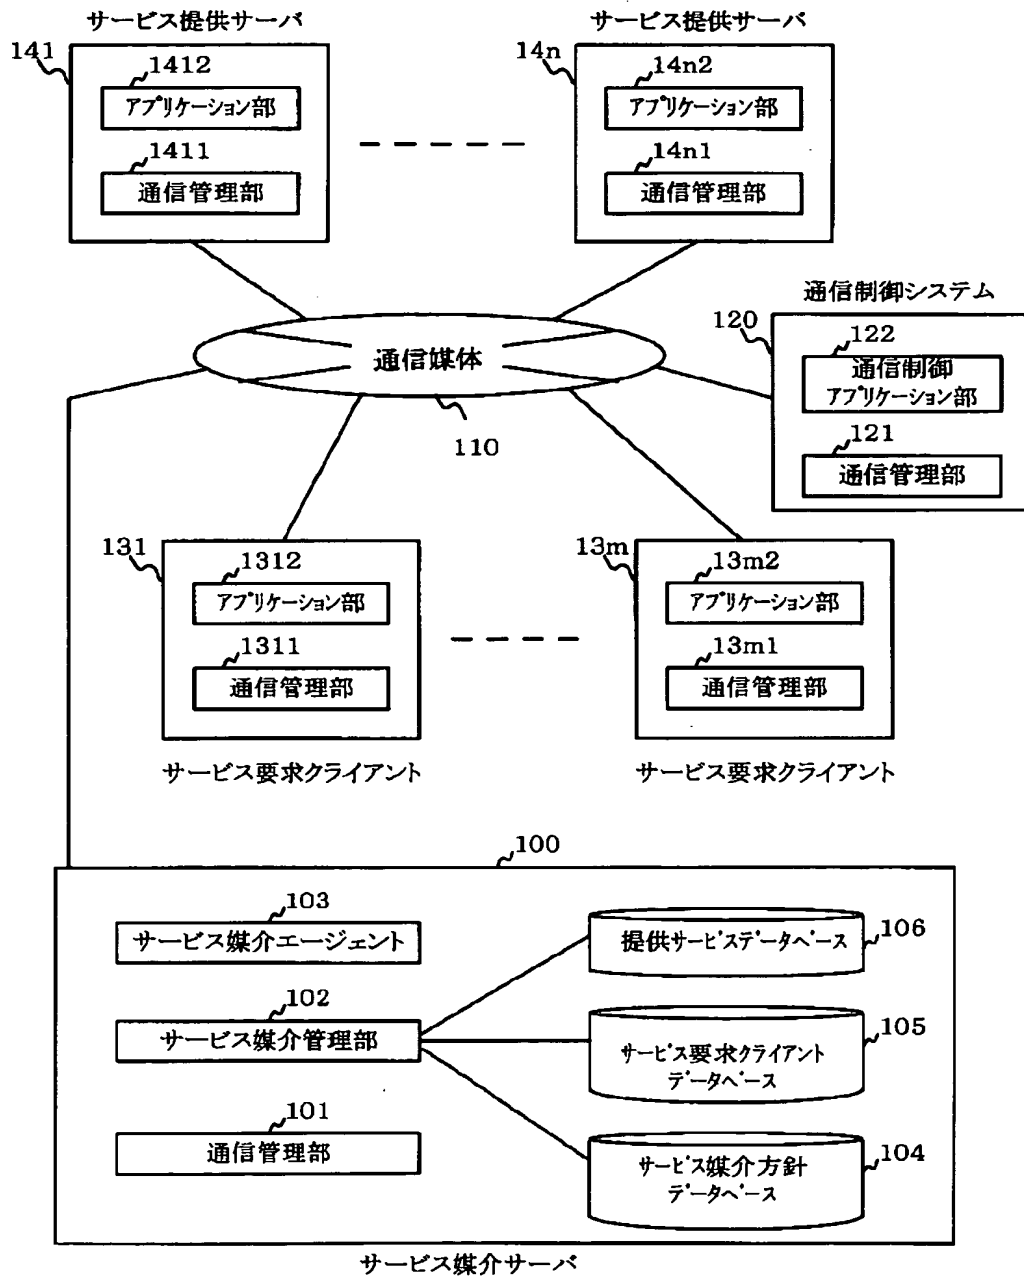 サービス提供サーバ
サービス提供サーバ
141
1412
アプリケーション部
1411
通信管理部
14n
14n2
アプリケーション部
14n1
通信管理部
通信制御システム
120
122
通信制御
アプリケーション部
121
通信管理部
通信媒体
110
131
1312
アプリケーション部
1311
通信管理部
サービス要求クライアント
13m
13m2
アプリケーション部
13m1
通信管理部
サービス要求クライアント
100
103
サービス媒介エージェント
102
サービス媒介管理部
101
通信管理部
提供サービスデータベース
106
サービス要求クライアント
データベース
105
サービス媒介方針
データベース
104
サービス媒介サーバ